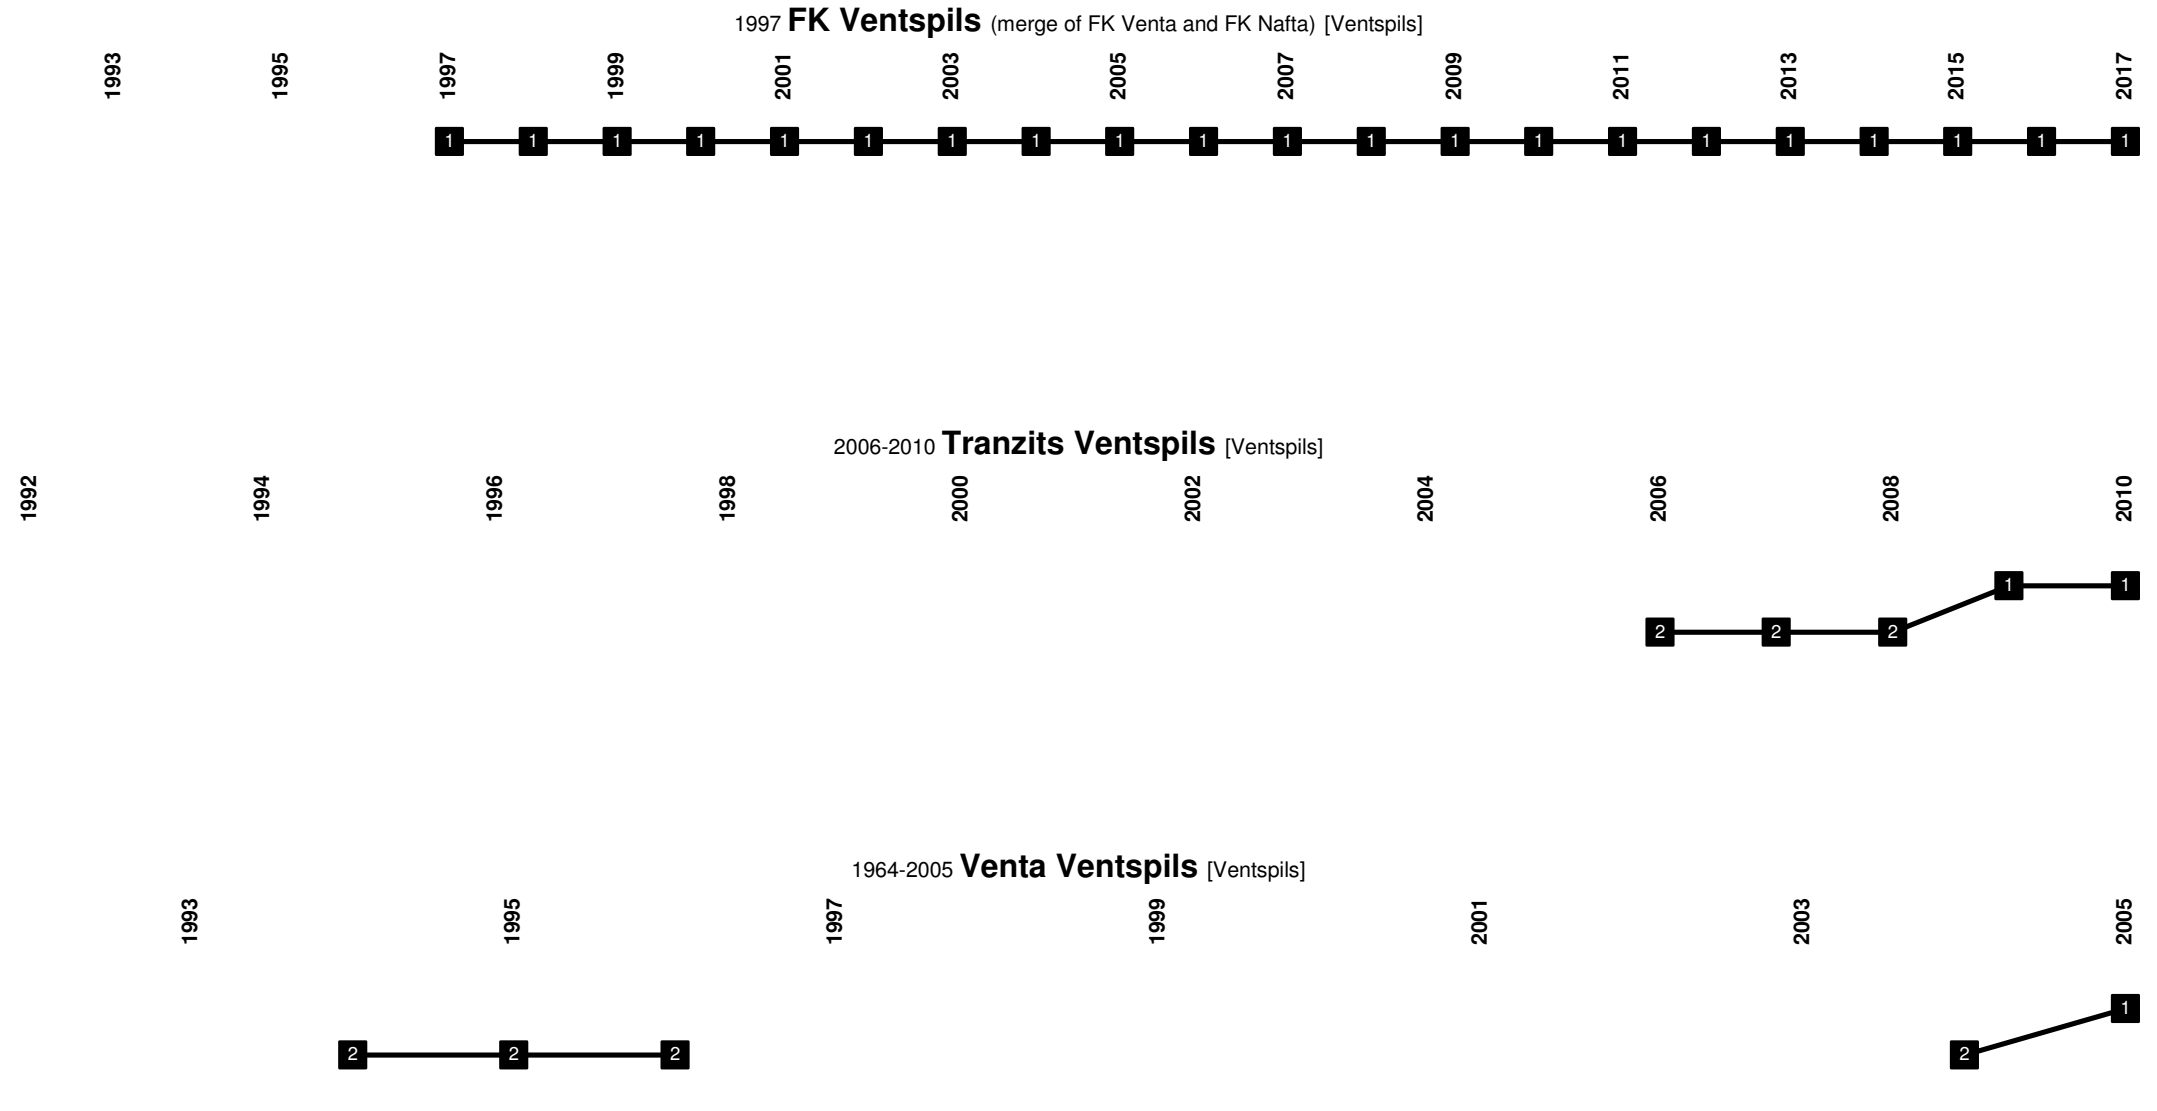 1997 FK Ventspils (merge of FK Venta and FK Nafta) [Ventspils]
1993 1995 1997 1999 2001 2003 2005 2007 2009 2011 2013 2015 2017
1 1 1 1 1 1 1 1 1 1 1 1 1 1 1 1 1 1 1 1 1
2006-2010 Tranzits Ventspils [Ventspils]
1992 1994 1996 1998 2000 2002 2004 2006 2008 2010
1 1
2 2 2
1964-2005 Venta Ventspils [Ventspils]
1993 1995 1997 1999 2001 2003 2005
1
2 2 2 2